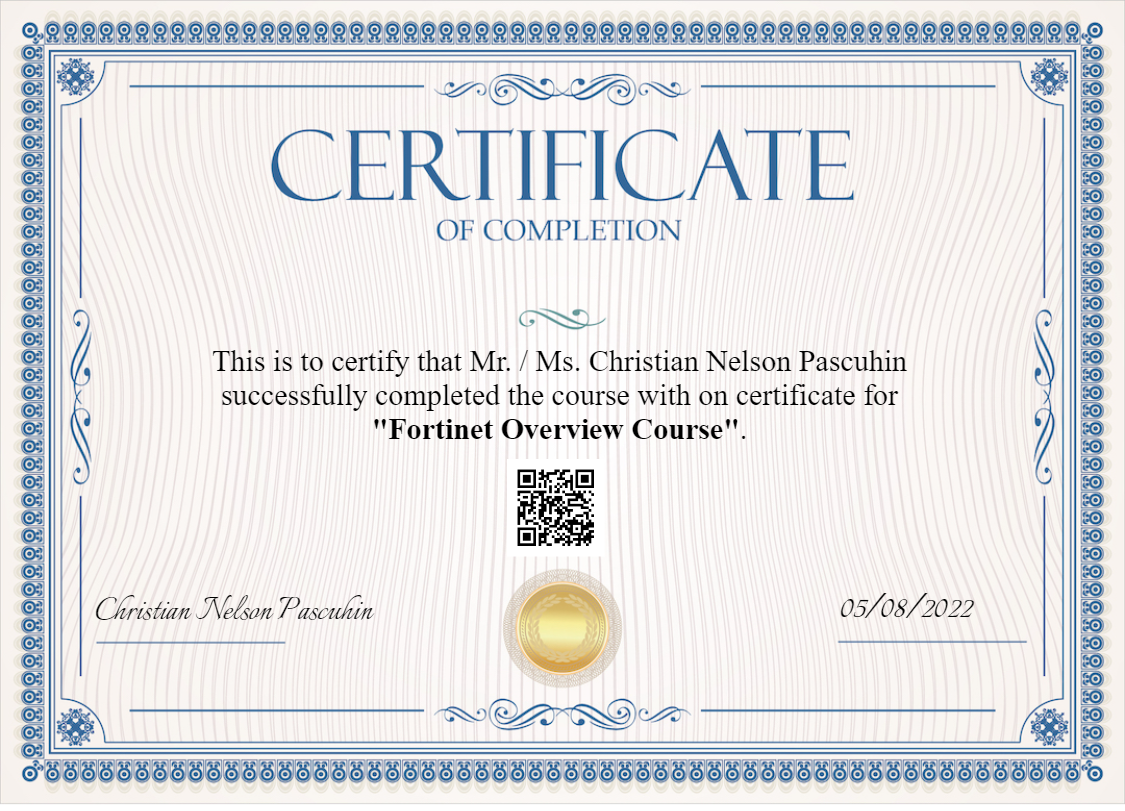 CERTIFICATE
OF COMPLETION
This is to certify that Mr. / Ms. Christian Nelson Pascuhin
successfully completed the course with on certificate for
"Fortinet Overview Course".
Christian Nelson Pascuhin
05/08/2022